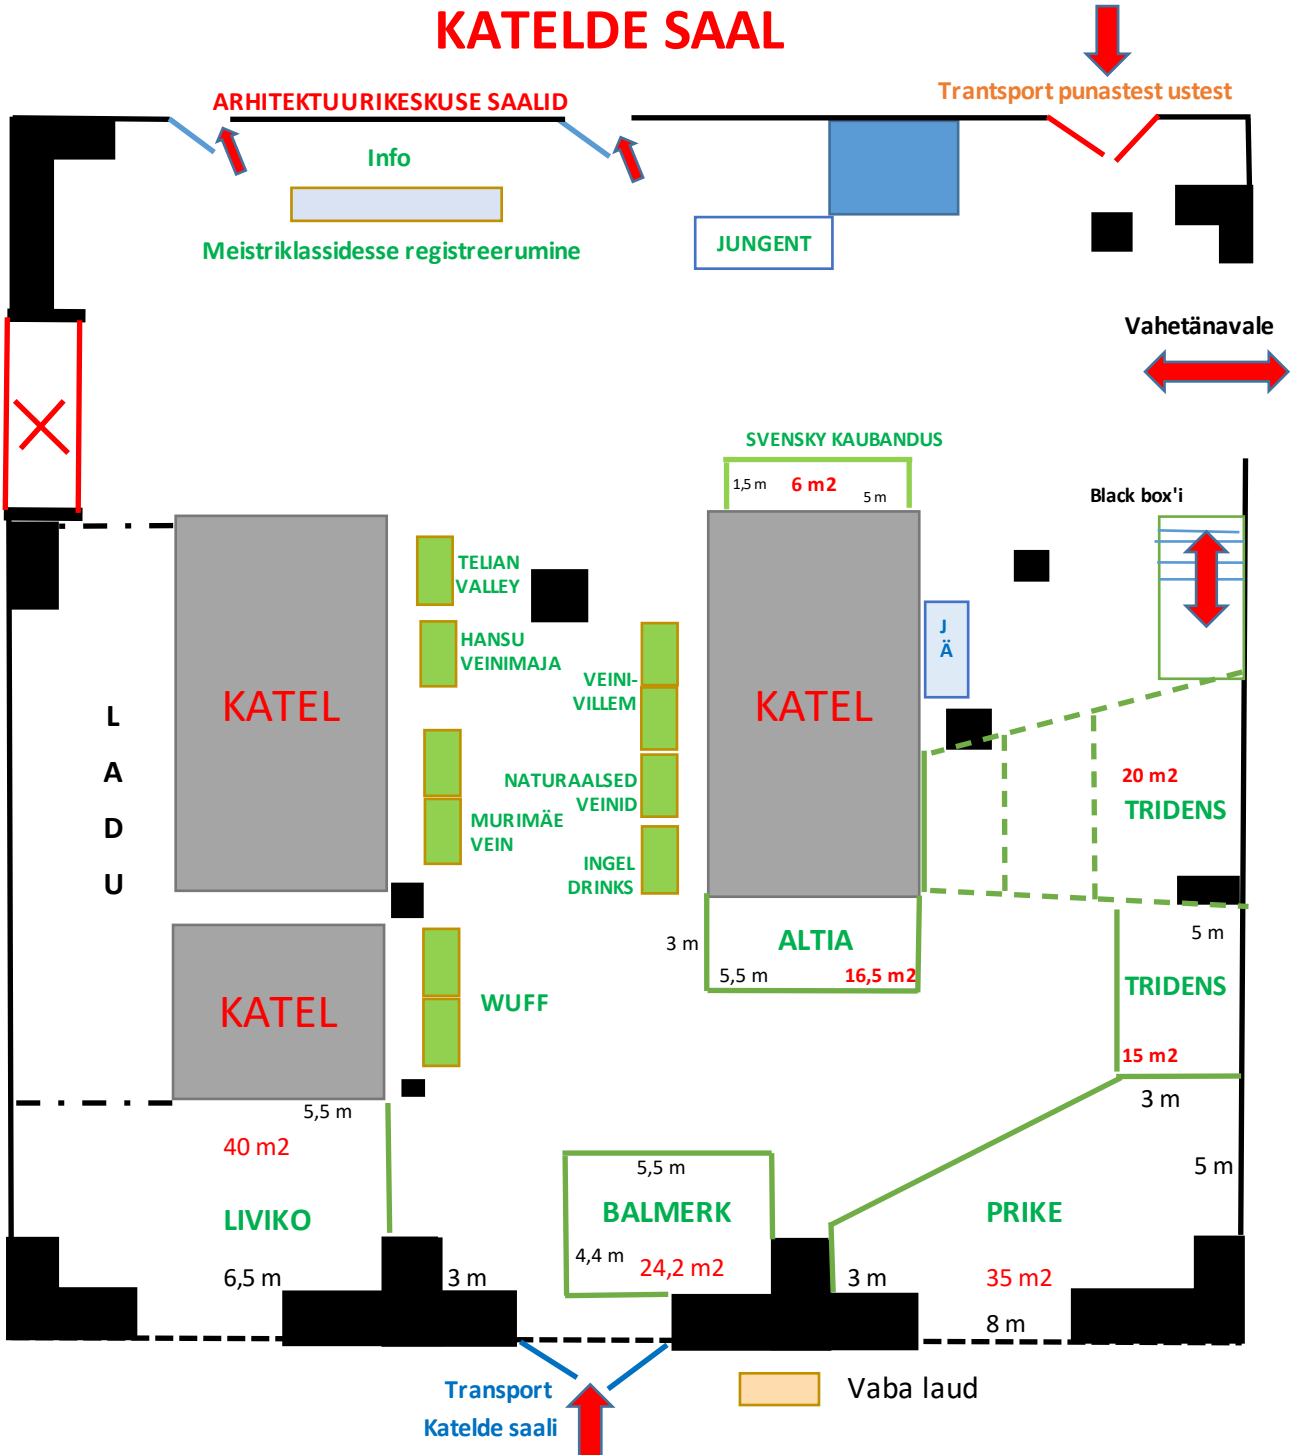 KATELDE SAAL
Trantsport punastest ustest
ARHITEKTUURIKESKUSE SAALID
Info
JUNGENT
Meistriklassidesse registreerumine
Vahetänavale
SVENSKY KAUBANDUS
1,5 m
6 m2
5 m
Black box'i
TELIAN
VALLEY
HANSU
VEINIMAJA
J
Ä
VEINI-
VILLEM
KATEL
KATEL
L
A
D
U
20 m2
TRIDENS
NATURAALSED
VEINID
MURIMÄE
VEIN
INGEL
DRINKS
3 m
ALTIA
5,5 m
16,5 m2
5 m
TRIDENS
15 m2
3 m
KATEL
WUFF
5,5 m
40 m2
LIVIKO
6,5 m
3 m
5,5 m
BALMERK
4,4 m
24,2 m2
5 m
PRIKE
3 m
35 m2
8 m
Transport
Katelde saali
Vaba laud